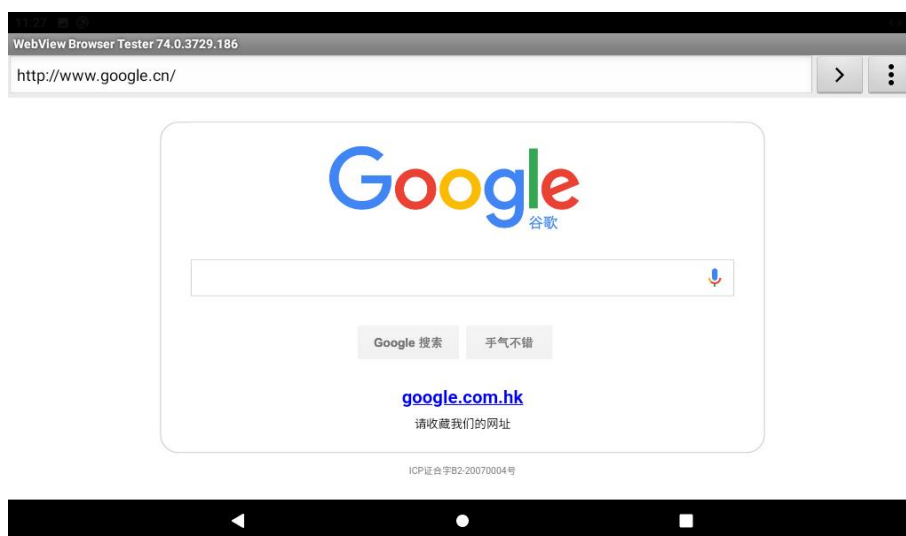 11:27
WebView Browser Tester 74.0.3729.186
http://www.google.cn/
Google
谷歌
Google 搜索 手气不错
google.com.hk
请收藏我们的网址
ICP证合字B2-20070004号